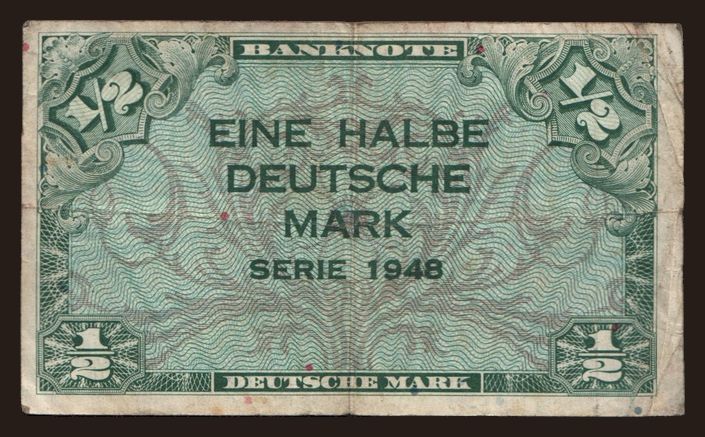 BANKNOTE
1/2
1/2
EINE HALBE
DEUTSCHE
MARK
SERIE 1948
1/2
1/2
DEUTSCHE MARK